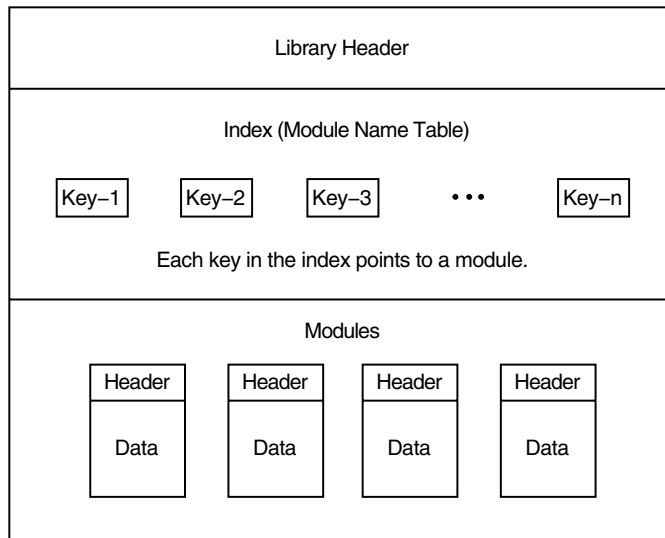 Library Header
Index (Module Name Table)
Key–1 Key–2 Key–3 • • • Key–n
Each key in the index points to a module.
Modules
Header Header Header Header
Data Data Data Data